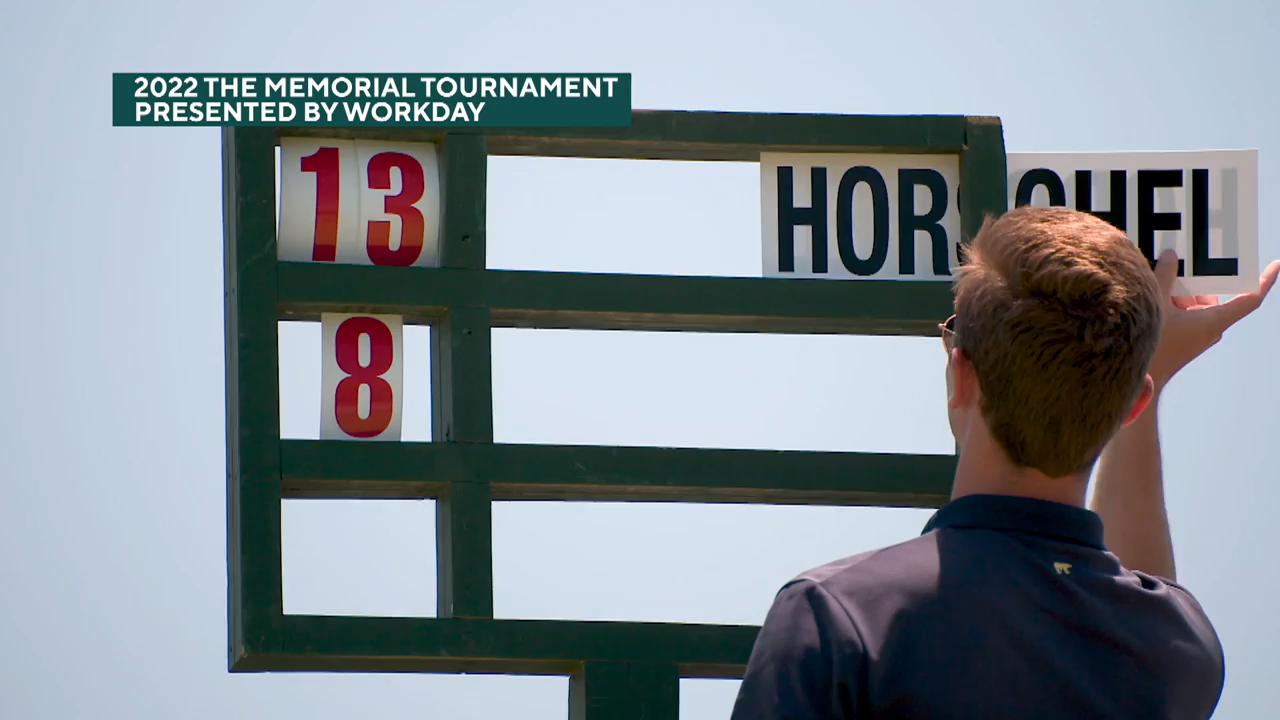 2022 THE MEMORIAL TOURNAMENT
PRESENTED BY WORKDAY
13
HORSCHEL
8